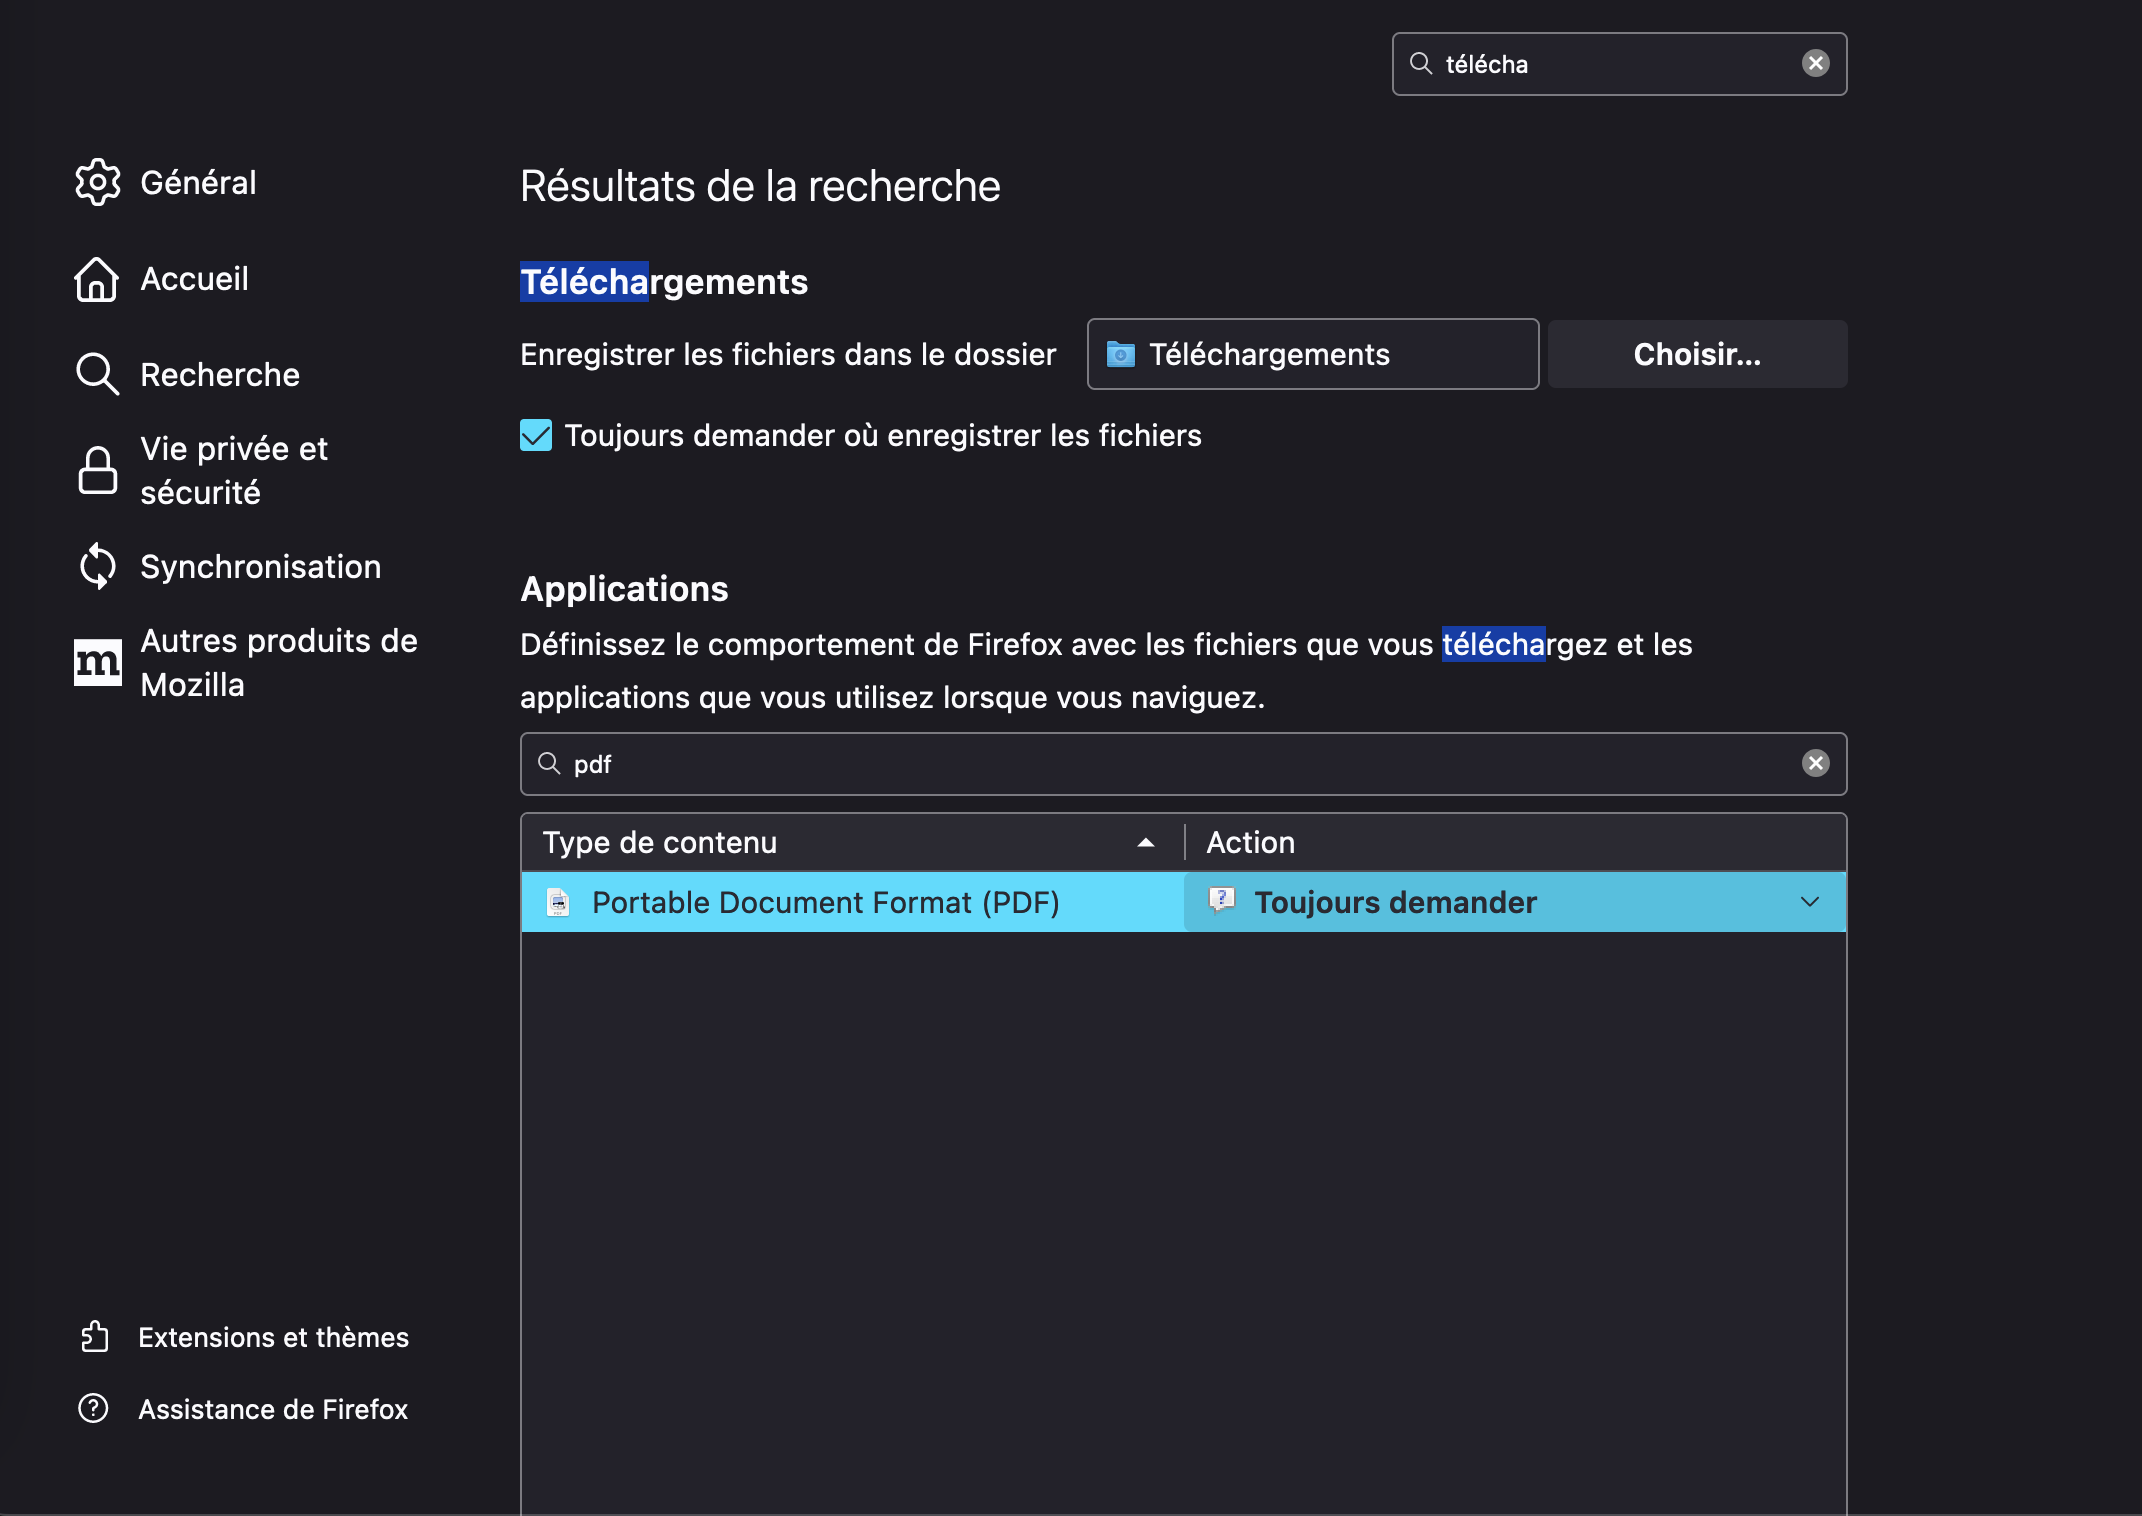 télécha
Général
Accueil
Recherche
Vie privée et
sécurité
Synchronisation
m
Autres produits de
Mozilla
Extensions et thèmes
Assistance de Firefox
Résultats de la recherche
Téléchargements
Enregistrer les fichiers dans le dossier Téléchargements Choisir...
Toujours demander où enregistrer les fichiers
Applications
Définissez le comportement de Firefox avec les fichiers que vous téléchargez et les
applications que vous utilisez lorsque vous naviguez.
pdf
Type de contenu Action
Portable Document Format (PDF) Toujours demander